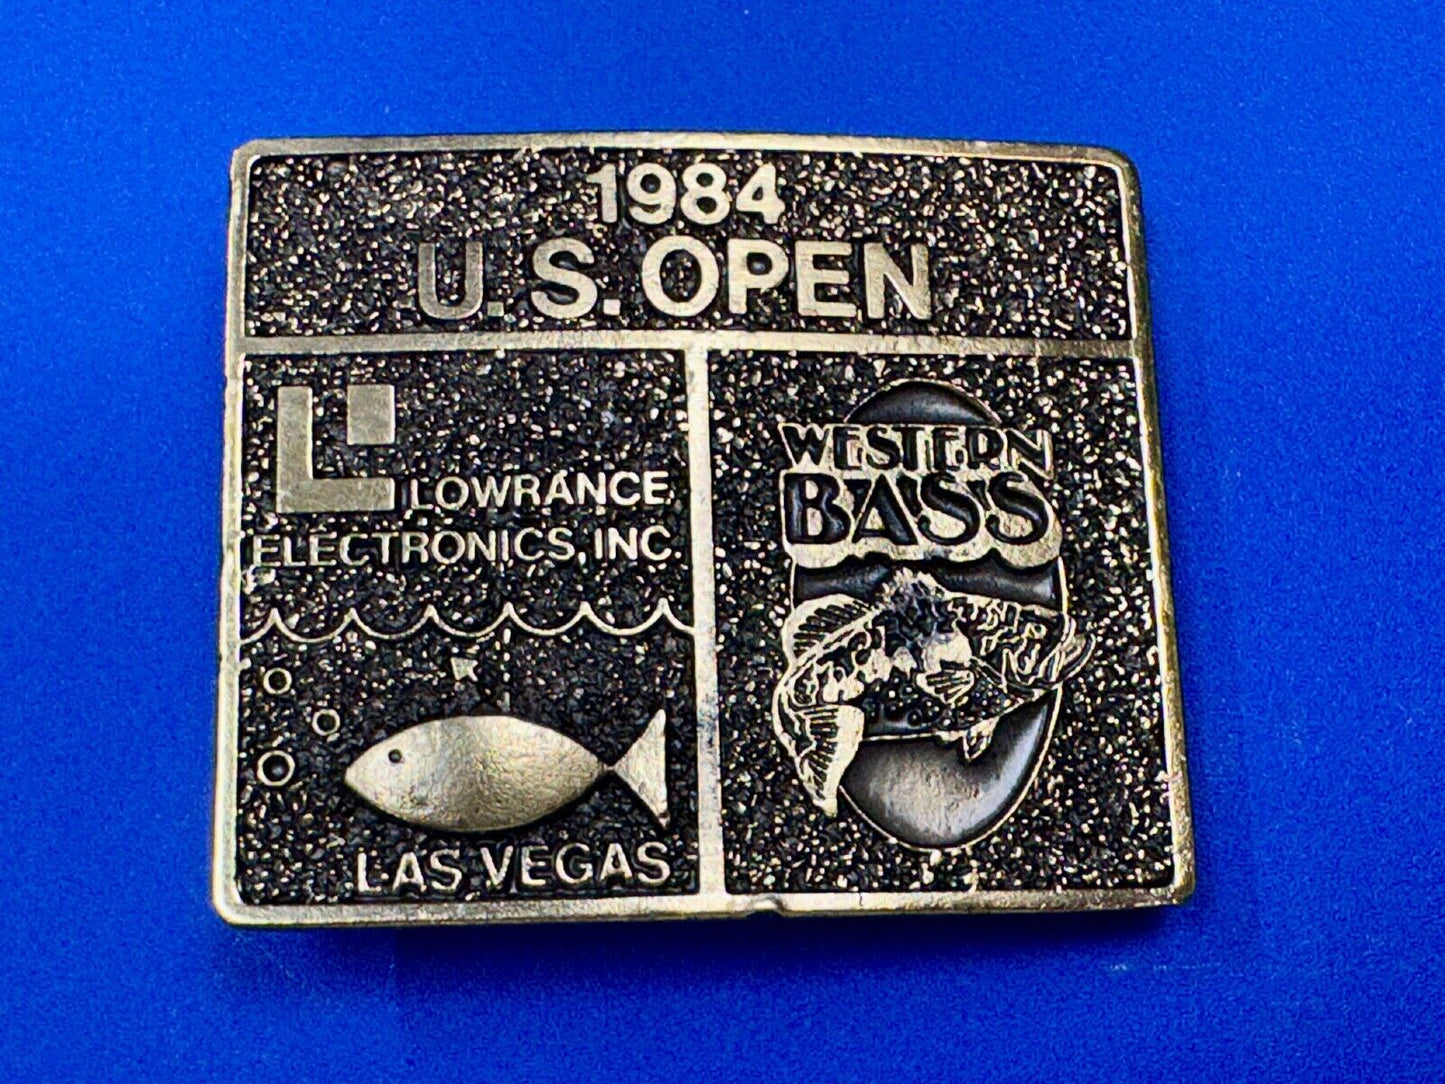 1984
U.S. OPEN
LOWRANCE
ELECTRONICS, INC.
LAS VEGAS
WESTERN
BASS